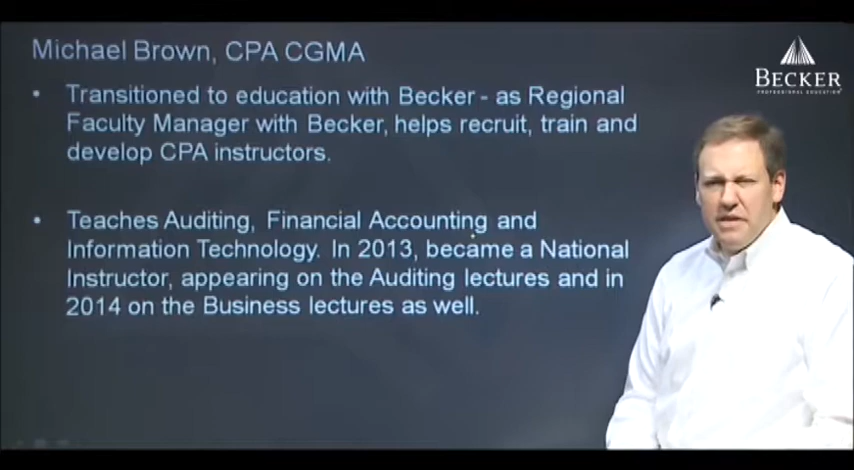 Michael Brown, CPA CGMA
BECKER
PROFESSIONAL EDUCATION
• Transitioned to education with Becker - as Regional
Faculty Manager with Becker, helps recruit, train and
develop CPA instructors.
• Teaches Auditing, Financial Accounting and
Information Technology. In 2013, became a National
Instructor, appearing on the Auditing lectures and in
2014 on the Business lectures as well.